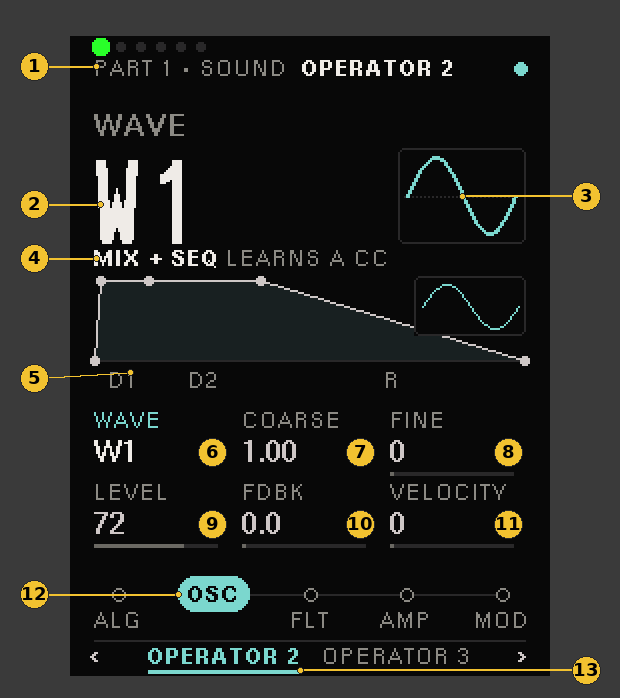 1 PART 1 · SOUND OPERATOR 2
WAVE
2 W 1 3
4 MIX + SEQ LEARNS A CC
5 D1 D2 R
WAVE COARSE FINE
W1 6 1.00 7 0 8
LEVEL FDBK VELOCITY
72 9 0.0 10 0 11
12 OSC
ALG FLT AMP MOD
< OPERATOR 2 OPERATOR 3 >
13